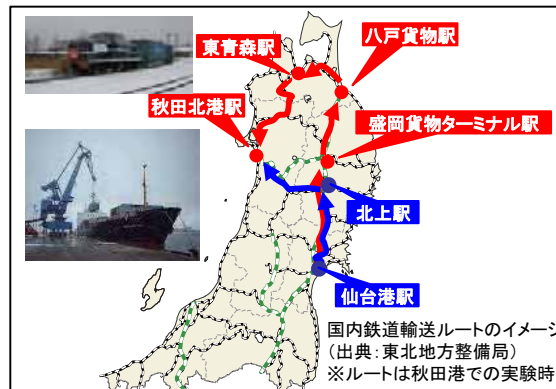 東青森駅
八戸貨物駅
秋田北港駅
盛岡貨物ターミナル駅
北上駅
仙台港駅
国内鉄道輸送ルートのイメージ
(出典:東北地方整備局)
※ルートは秋田港での実験時